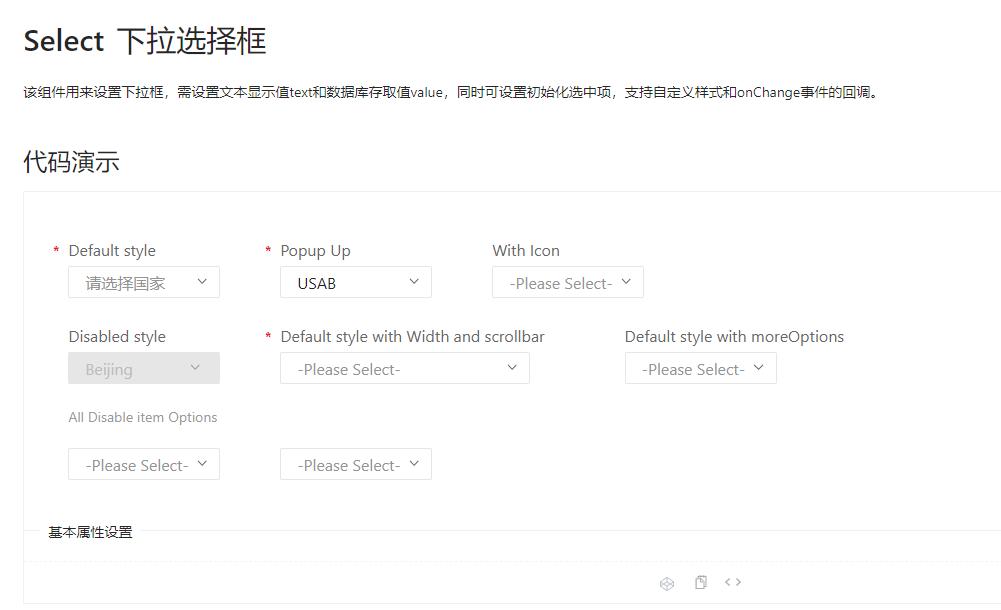 Select 下拉选择框
该组件用来设置下拉框，需设置文本显示值text和数据库存取值value，同时可设置初始化选中项，支持自定义样式和onChange事件的回调。
代码演示
* Default style
* Popup Up
With Icon
请选择国家
USAB
-Please Select-
Disabled style
* Default style with Width and scrollbar
Default style with moreOptions
Beijing
-Please Select-
-Please Select-
All Disable item Options
-Please Select-
-Please Select-
基本属性设置